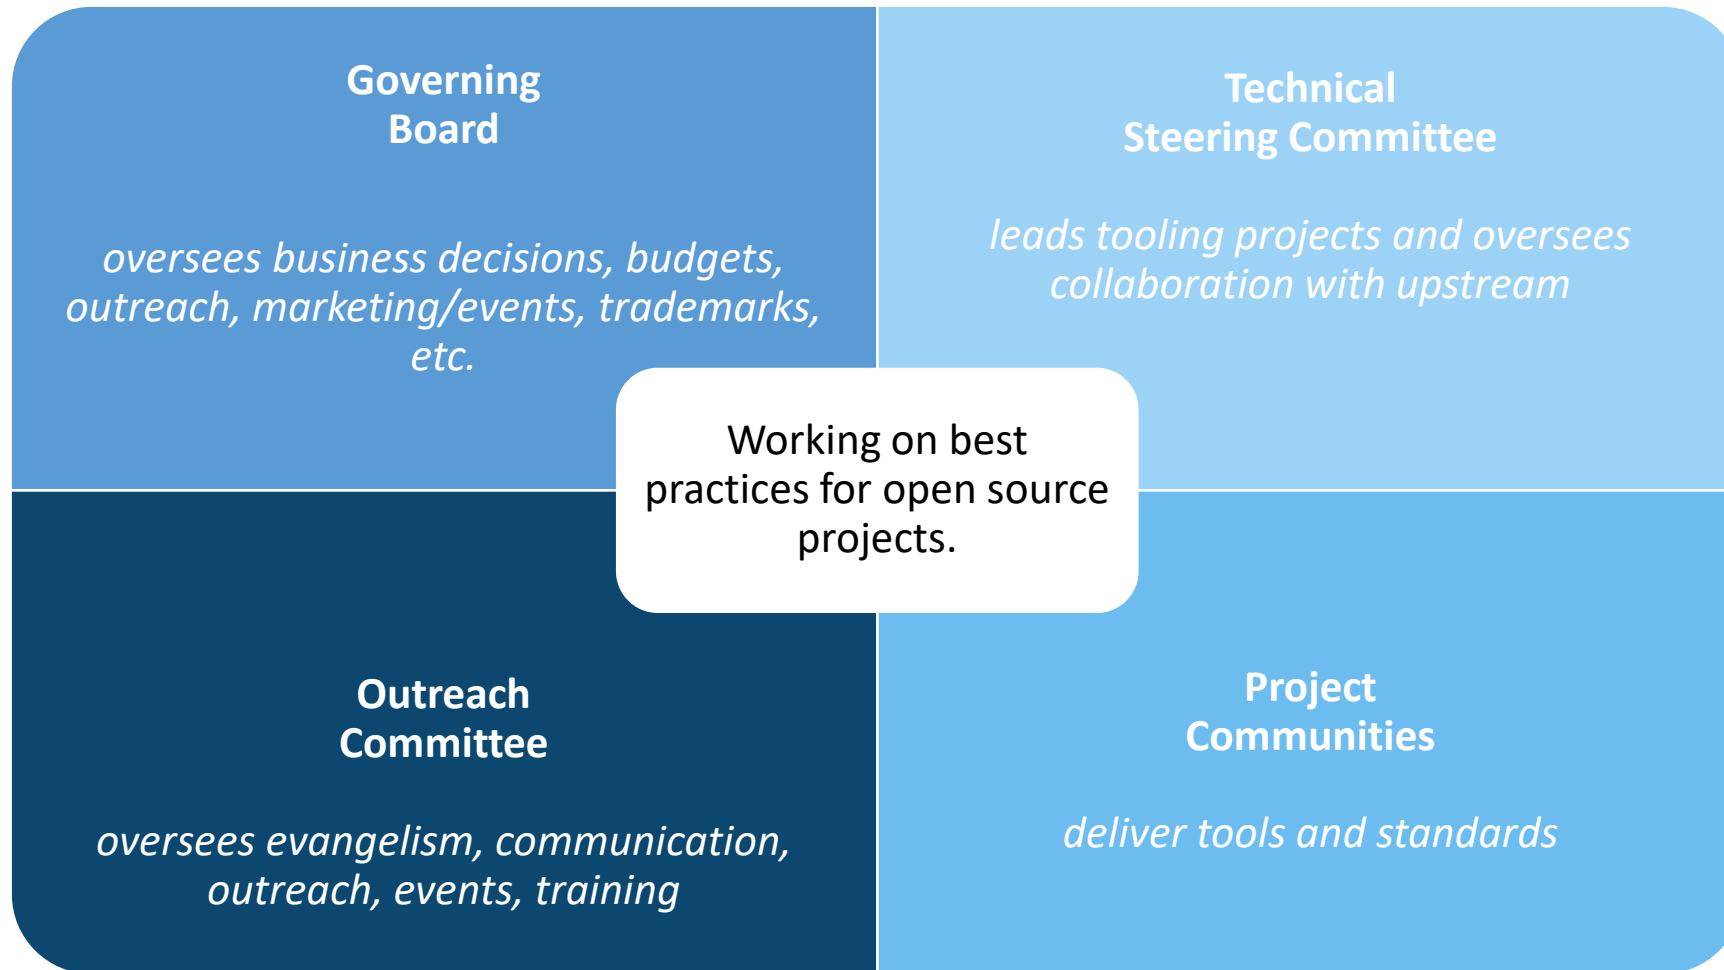 Governing
Board
oversees business decisions, budgets,
outreach, marketing/events, trademarks,
etc.
Technical
Steering Committee
leads tooling projects and oversees
collaboration with upstream
Working on best
practices for open source
projects.
Outreach
Committee
oversees evangelism, communication,
outreach, events, training
Project
Communities
deliver tools and standards